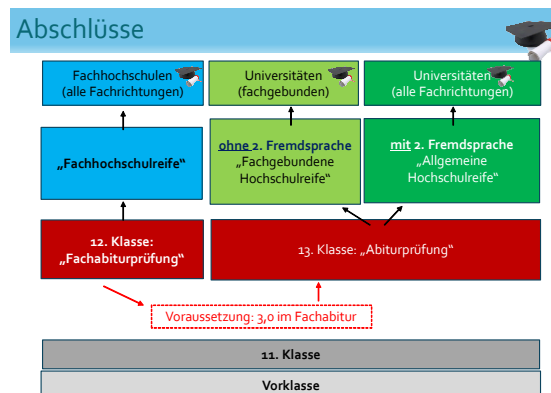 Abschlüsse
Fachhochschulen
(alle Fachrichtungen)
Universitäten
(fachgebunden)
Universitäten
(alle Fachrichtungen)
„Fachhochschulreife“
ohne 2. Fremdsprache
„Fachgebundene
Hochschulreife“
mit 2. Fremdsprache
„Allgemeine
Hochschulreife“
12. Klasse:
„Fachabiturprüfung“
13. Klasse: „Abiturprüfung“
Voraussetzung: 3,0 im Fachabitur
11. Klasse
Vorklasse